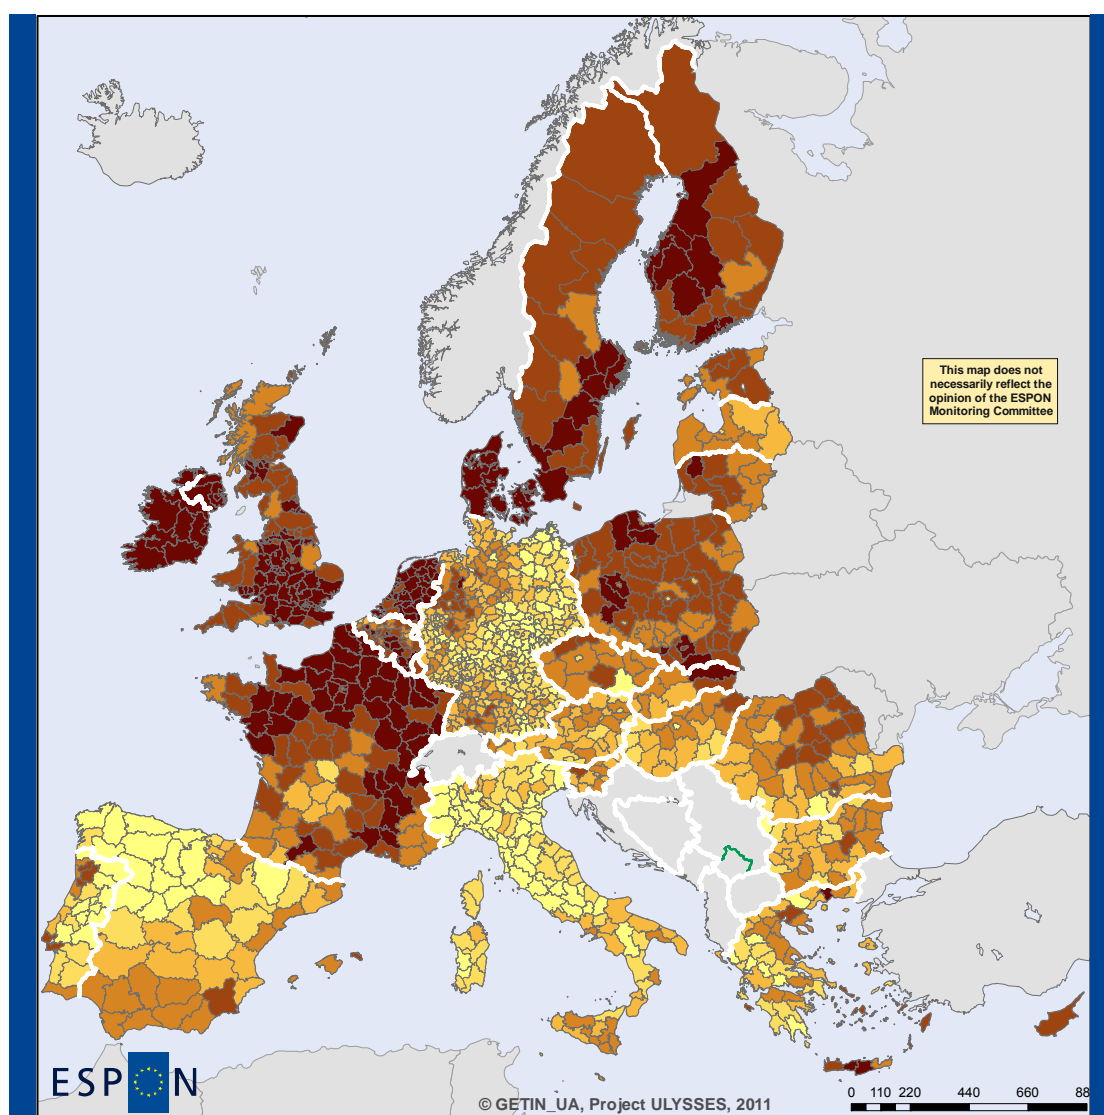 This map does not
necessarily reflect the
opinion of the ESPON
Monitoring Committee
ESPON
© GETIN_UA, Project ULYSSES, 2011
0 110 220 440 660 88